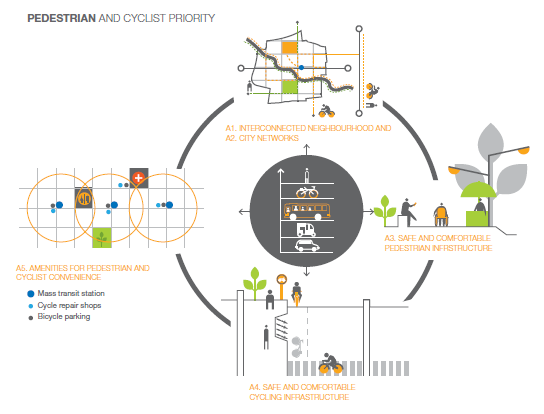 PEDESTRIAN AND CYCLIST PRIORITY
A1. INTERCONNECTED NEIGHBOURHOOD AND
A2. CITY NETWORKS
A3. SAFE AND COMFORTABLE
PEDESTRIAN INFRSTRUCTURE
A5. AMENITIES FOR PEDESTRIAN AND
CYCLIST CONVENIENCE
Mass transit station
Cycle repair shops
Bicycle parking
A4. SAFE AND COMFORTABLE
CYCLING INFRASTRUCTURE